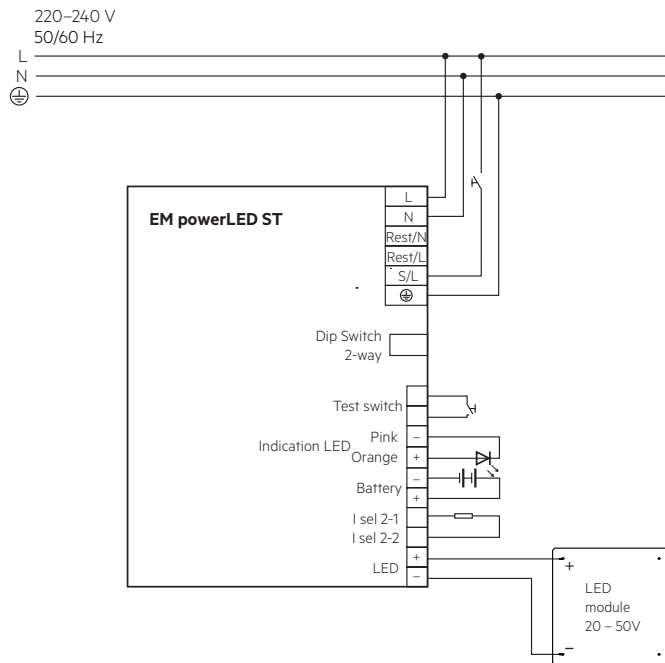 220–240 V
50/60 Hz
L
N
EM powerLED ST
L
N
Rest/N
Rest/L
S/L
Dip Switch
2-way
Test switch
Indication LED
Pink
–
Orange
+
Battery
–
+
I sel 2-1
I sel 2-2
LED
+
–
+
LED
module
20 – 50V
–